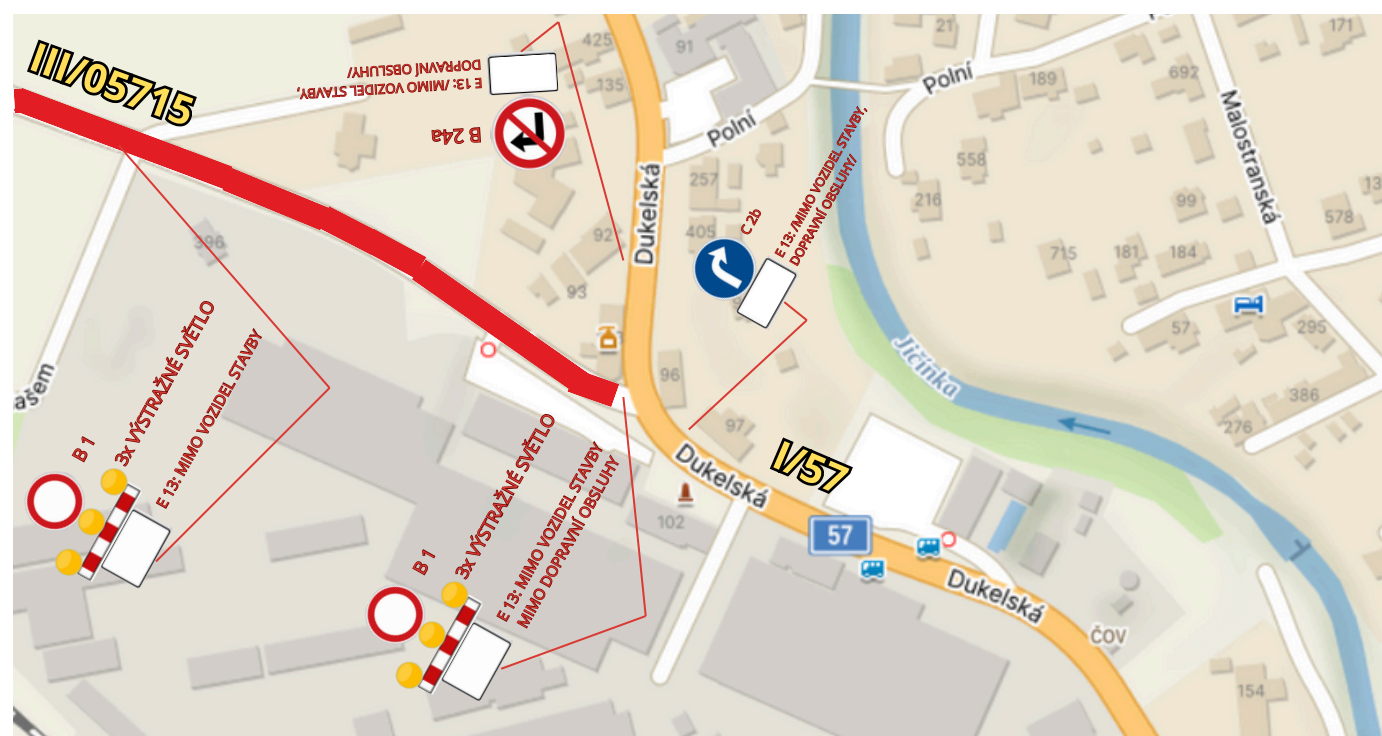 III/05715
E 13: /MIMO VOZIDEL STAVBY,
DOPRAVNÍ OBSLUHY/
B 24a
C 2b
E 13: /MIMO VOZIDEL STAVBY,
DOPRAVNÍ OBSLUHY/
B 1
3x VÝSTRAŽNÉ SVĚTLO
E 13: MIMO VOZIDEL STAVBY
B 1
3x VÝSTRAŽNÉ SVĚTLO
E 13: MIMO VOZIDEL STAVBY
MIMO DOPRAVNÍ OBSLUHY
I/57
57
Dukelská
Dukelská
Dukelská
Polní
Polní
Malostranská
Jičínka
ašem
ČOV
425
135
91
21
171
189
692
558
257
216
99
13
578
405
92
715
181
184
396
93
57
295
96
97
386
276
102
154